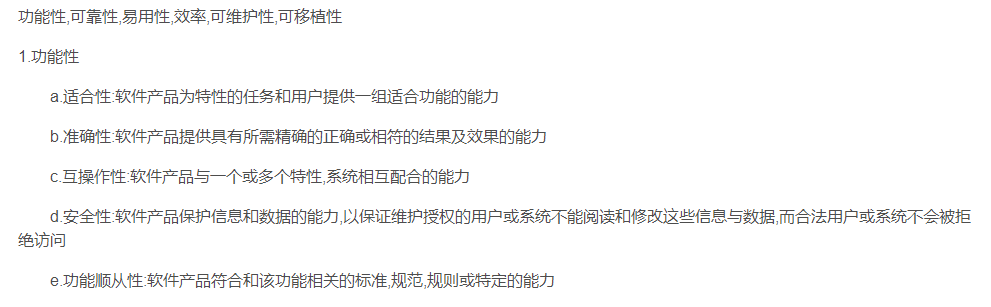 功能性,可靠性,易用性,效率,可维护性,可移植性
1.功能性
a.适合性:软件产品为特性的任务和用户提供一组适合功能的能力
b.准确性:软件产品提供具有所需精确的正确或相符的结果及效果的能力
c.互操作性:软件产品与一个或多个特性,系统相互配合的能力
d.安全性:软件产品保护信息和数据的能力,以保证维护授权的用户或系统不能阅读和修改这些信息与数据,而合法用户或系统不会被拒
绝访问
e.功能顺从性:软件产品符合和该功能相关的标准,规范,规则或特定的能力